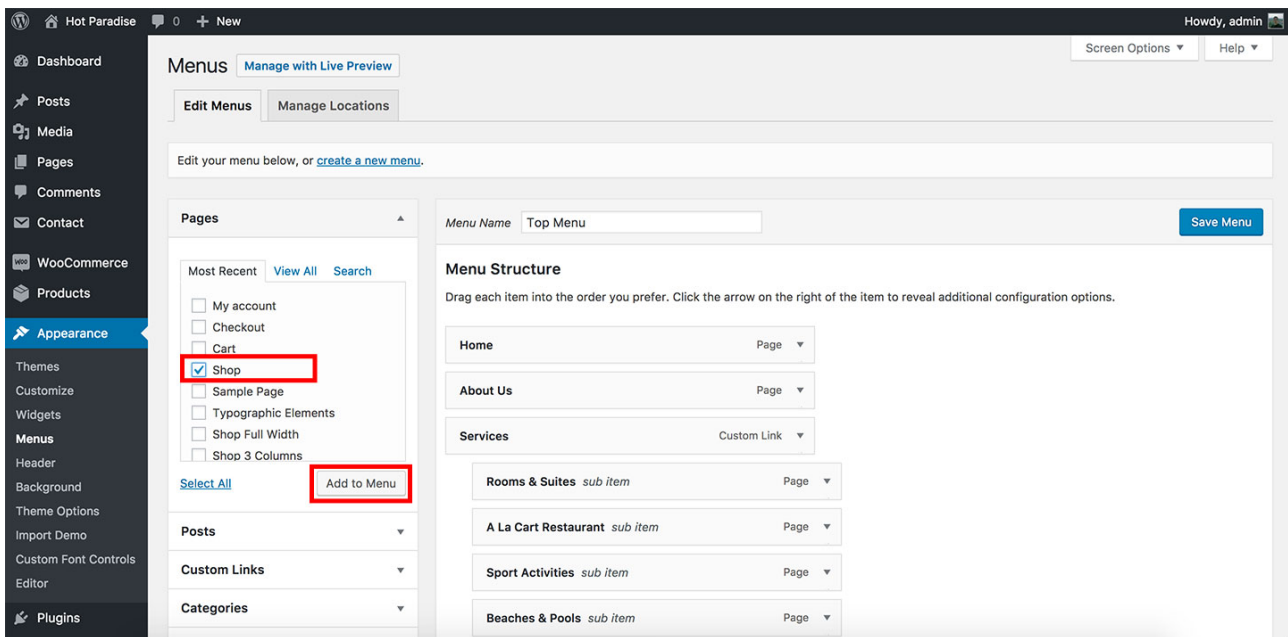 Hot Paradise 0 + New Howdy, admin
Screen Options ▼ Help ▼
Dashboard
Posts
Media
Pages
Comments
Contact
WooCommerce
Products
Appearance
Themes
Customize
Widgets
Menus
Header
Background
Theme Options
Import Demo
Custom Font Controls
Editor
Plugins
Menus Manage with Live Preview
Edit Menus Manage Locations
Edit your menu below, or create a new menu.
Pages
Most Recent View All Search
My account
Checkout
Cart
Shop
Sample Page
Typographic Elements
Shop Full Width
Shop 3 Columns
Select All Add to Menu
Posts
Custom Links
Categories
Menu Name Top Menu Save Menu
Menu Structure
Drag each item into the order you prefer. Click the arrow on the right of the item to reveal additional configuration options.
Home Page
About Us Page
Services Custom Link
Rooms & Suites sub item Page
A La Cart Restaurant sub item Page
Sport Activities sub item Page
Beaches & Pools sub item Page